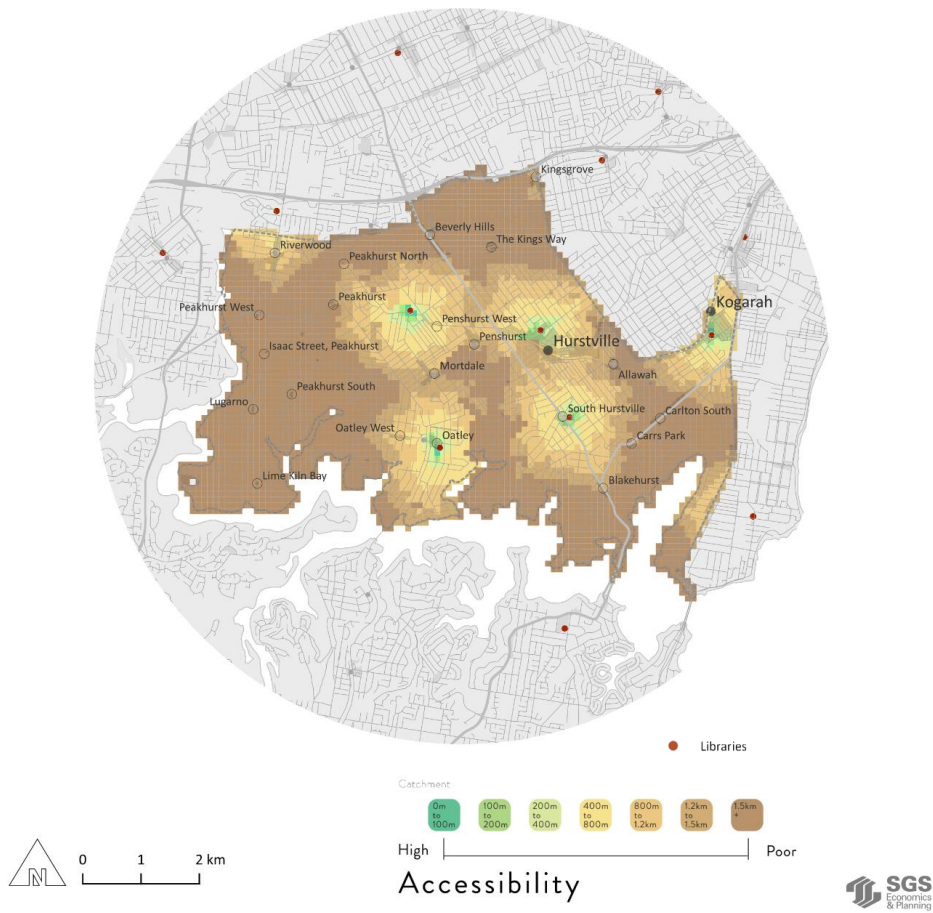 Kingsgrove
Beverly Hills
The Kings Way
Riverwood
Peakhurst North
Peakhurst
Kogarah
Peakhurst West
Penshurst West
Penshurst
Hurstville
Isaac Street, Peakhurst
Mortdale
Allawah
Peakhurst South
Lugarno
South Hurstville
Carlton South
Oatley West
Oatley
Carrs Park
Lime Kiln Bay
Blakehurst
Libraries
Catchment
0m
to
100m
100m
to
200m
200m
to
400m
400m
to
800m
800m
to
1.2km
1.2km
to
1.5km
1.5km
+
High
Poor
Accessibility
N
0 1 2 km
SGS
Economics
& Planning